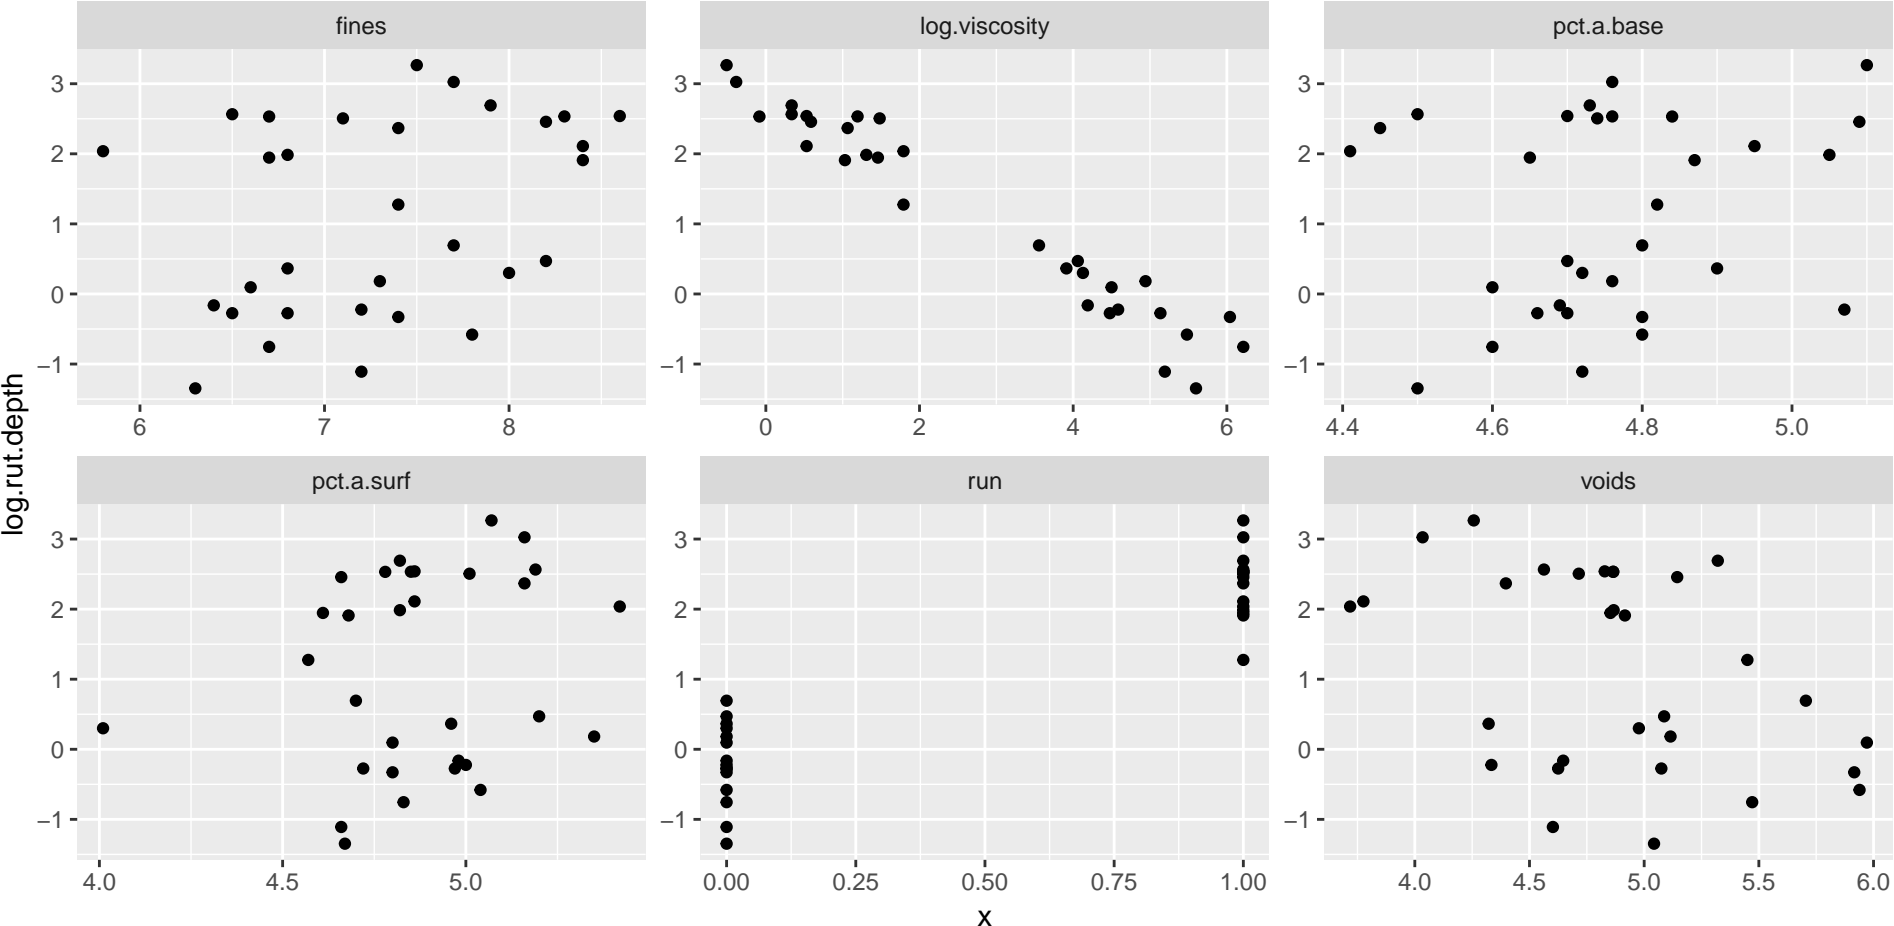 fines log.viscosity pct.a.base
3 3 3
2 2 2
1 1 1
0 0 0
−1 −1 −1
6 7 8 0 2 4 6 4.4 4.6 4.8 5.0
log.rut.depth
pct.a.surf run voids
3 3 3
2 2 2
1 1 1
0 0 0
−1 −1 −1
4.0 4.5 5.0 0.00 0.25 0.50 0.75 1.00 4.0 4.5 5.0 5.5 6.0
x